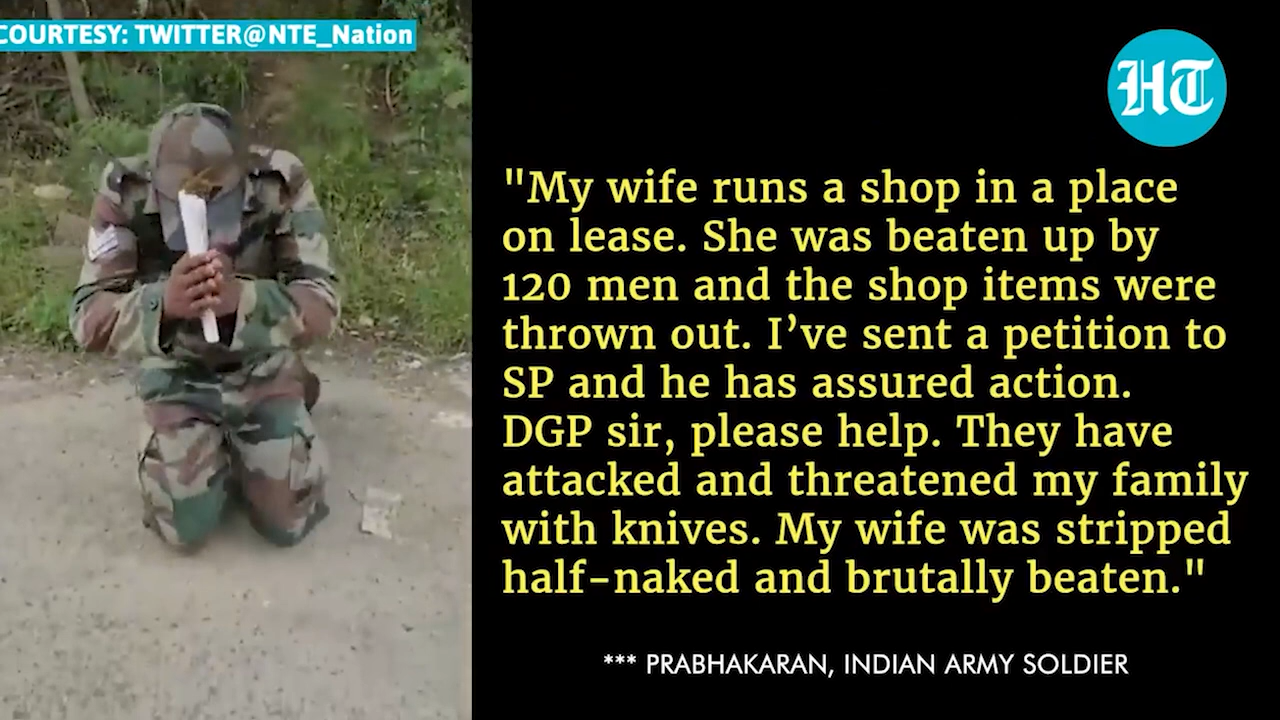 COURTESY: TWITTER@NTE_Nation
HT
"My wife runs a shop in a place
on lease. She was beaten up by
120 men and the shop items were
thrown out. I’ve sent a petition to
SP and he has assured action.
DGP sir, please help. They have
attacked and threatened my family
with knives. My wife was stripped
half-naked and brutally beaten."
*** PRABHAKARAN, INDIAN ARMY SOLDIER